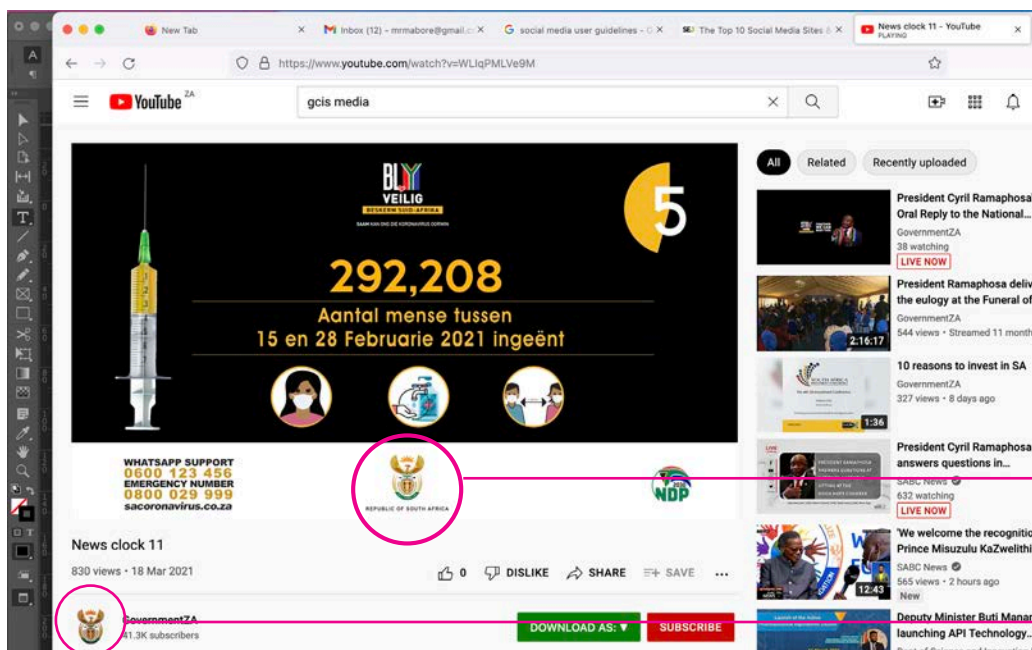 New Tab
Inbox (12) - mrmabore@gmail.c
social media user guidelines - G
The Top 10 Social Media Sites &
News clock 11 - YouTube
PLAYING
https://www.youtube.com/watch?v=WLIqPMLVe9M
YouTube ZA
gcis media
BLY
VEILIG
BESKERM SUID-AFRIKA
SAAM KAN ONS DIE KORONAVIRUS OORWIN
5
292,208
Aantal mense tussen
15 en 28 Februarie 2021 ingeënt
WHATSAPP SUPPORT
0600 123 456
EMERGENCY NUMBER
0800 029 999
sacoronavirus.co.za
REPUBLIC OF SOUTH AFRICA
2030
NDP
News clock 11
830 views • 18 Mar 2021
0
DISLIKE
SHARE
SAVE
GovernmentZA
41.3K subscribers
DOWNLOAD AS: ▼
SUBSCRIBE
All
Related
Recently uploaded
President Cyril Ramaphosa
Oral Reply to the National...
GovernmentZA
38 watching
LIVE NOW
2:16:17
President Ramaphosa deliv
the eulogy at the Funeral of
GovernmentZA
544 views • Streamed 11 month
1:36
10 reasons to invest in SA
GovernmentZA
327 views • 8 days ago
President Cyril Ramaphosa
answers questions in...
SABC News
632 watching
LIVE NOW
12:43
'We welcome the recognitio
Prince Misuzulu KaZwelithi
SABC News
565 views • 2 hours ago
New
Deputy Minister Buti Manar
launching API Technology...